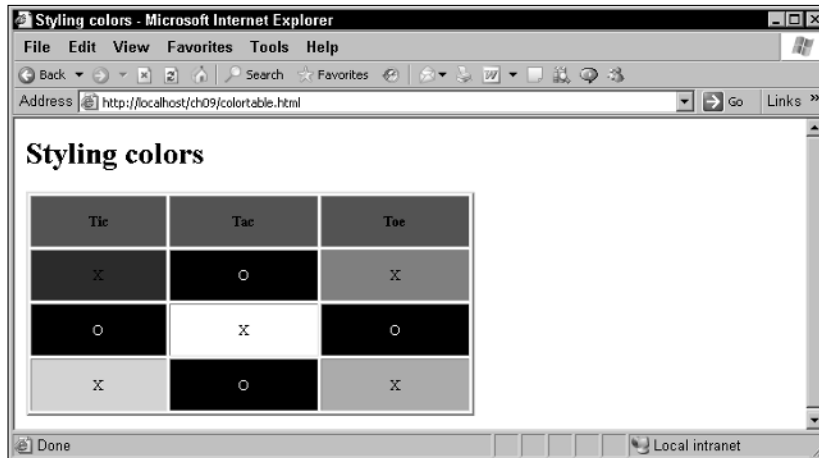 Styling colors - Microsoft Internet Explorer
File Edit View Favorites Tools Help
Back Search Favorites
Address http://localhost/ch09/colortable.html Go Links »
Styling colors
Tic Tac Toe
X O X
O X O
X O X
Done Local intranet